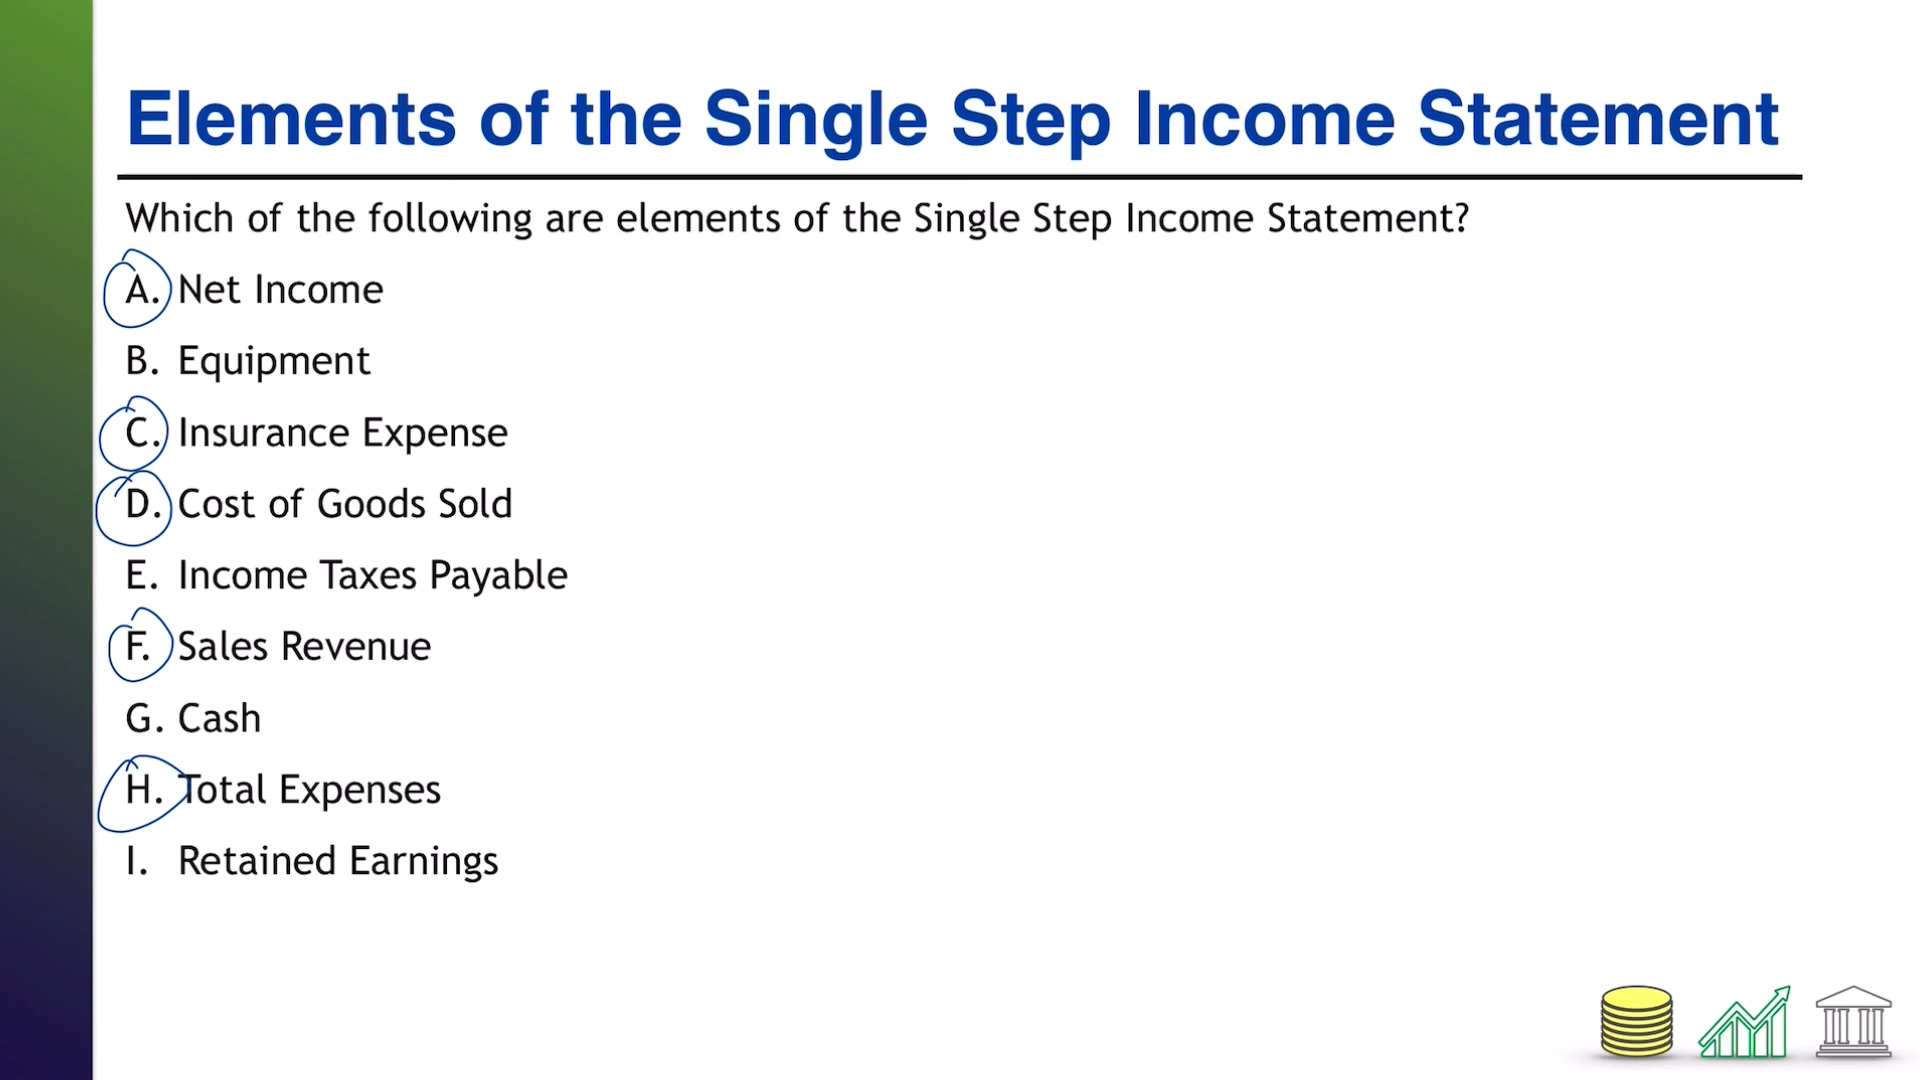 Elements of the Single Step Income Statement
Which of the following are elements of the Single Step Income Statement?
A. Net Income
B. Equipment
C. Insurance Expense
D. Cost of Goods Sold
E. Income Taxes Payable
F. Sales Revenue
G. Cash
H. Total Expenses
I. Retained Earnings